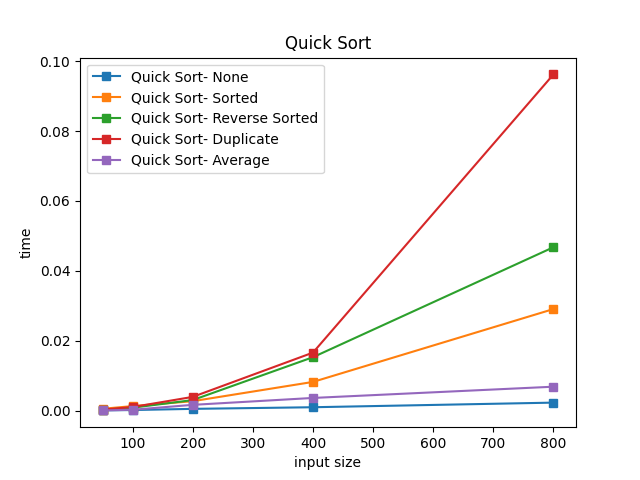 Quick Sort
Quick Sort- None
Quick Sort- Sorted
Quick Sort- Reverse Sorted
Quick Sort- Duplicate
Quick Sort- Average
time
0.10
0.08
0.06
0.04
0.02
0.00
100 200 300 400 500 600 700 800
input size